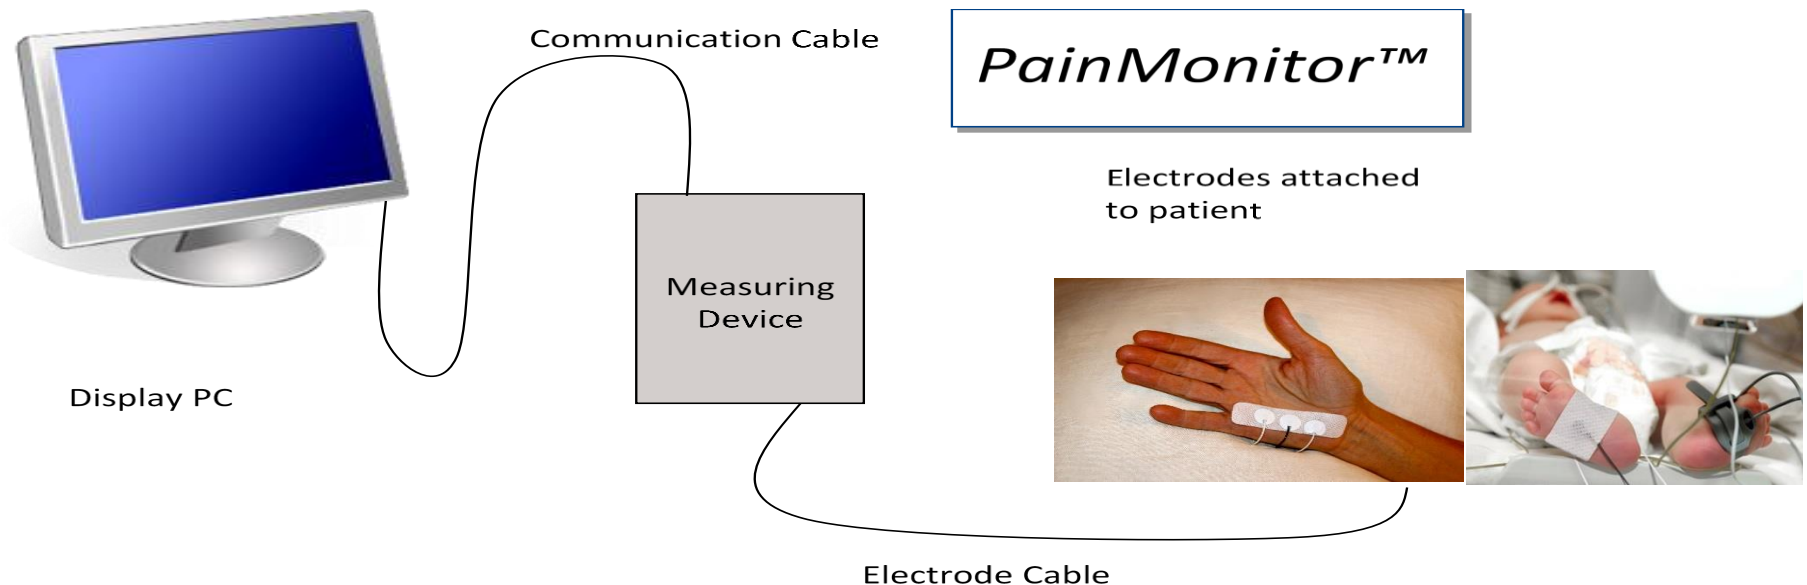 Communication Cable
PainMonitor™
Electrodes attached
to patient
Measuring
Device
Display PC
Electrode Cable